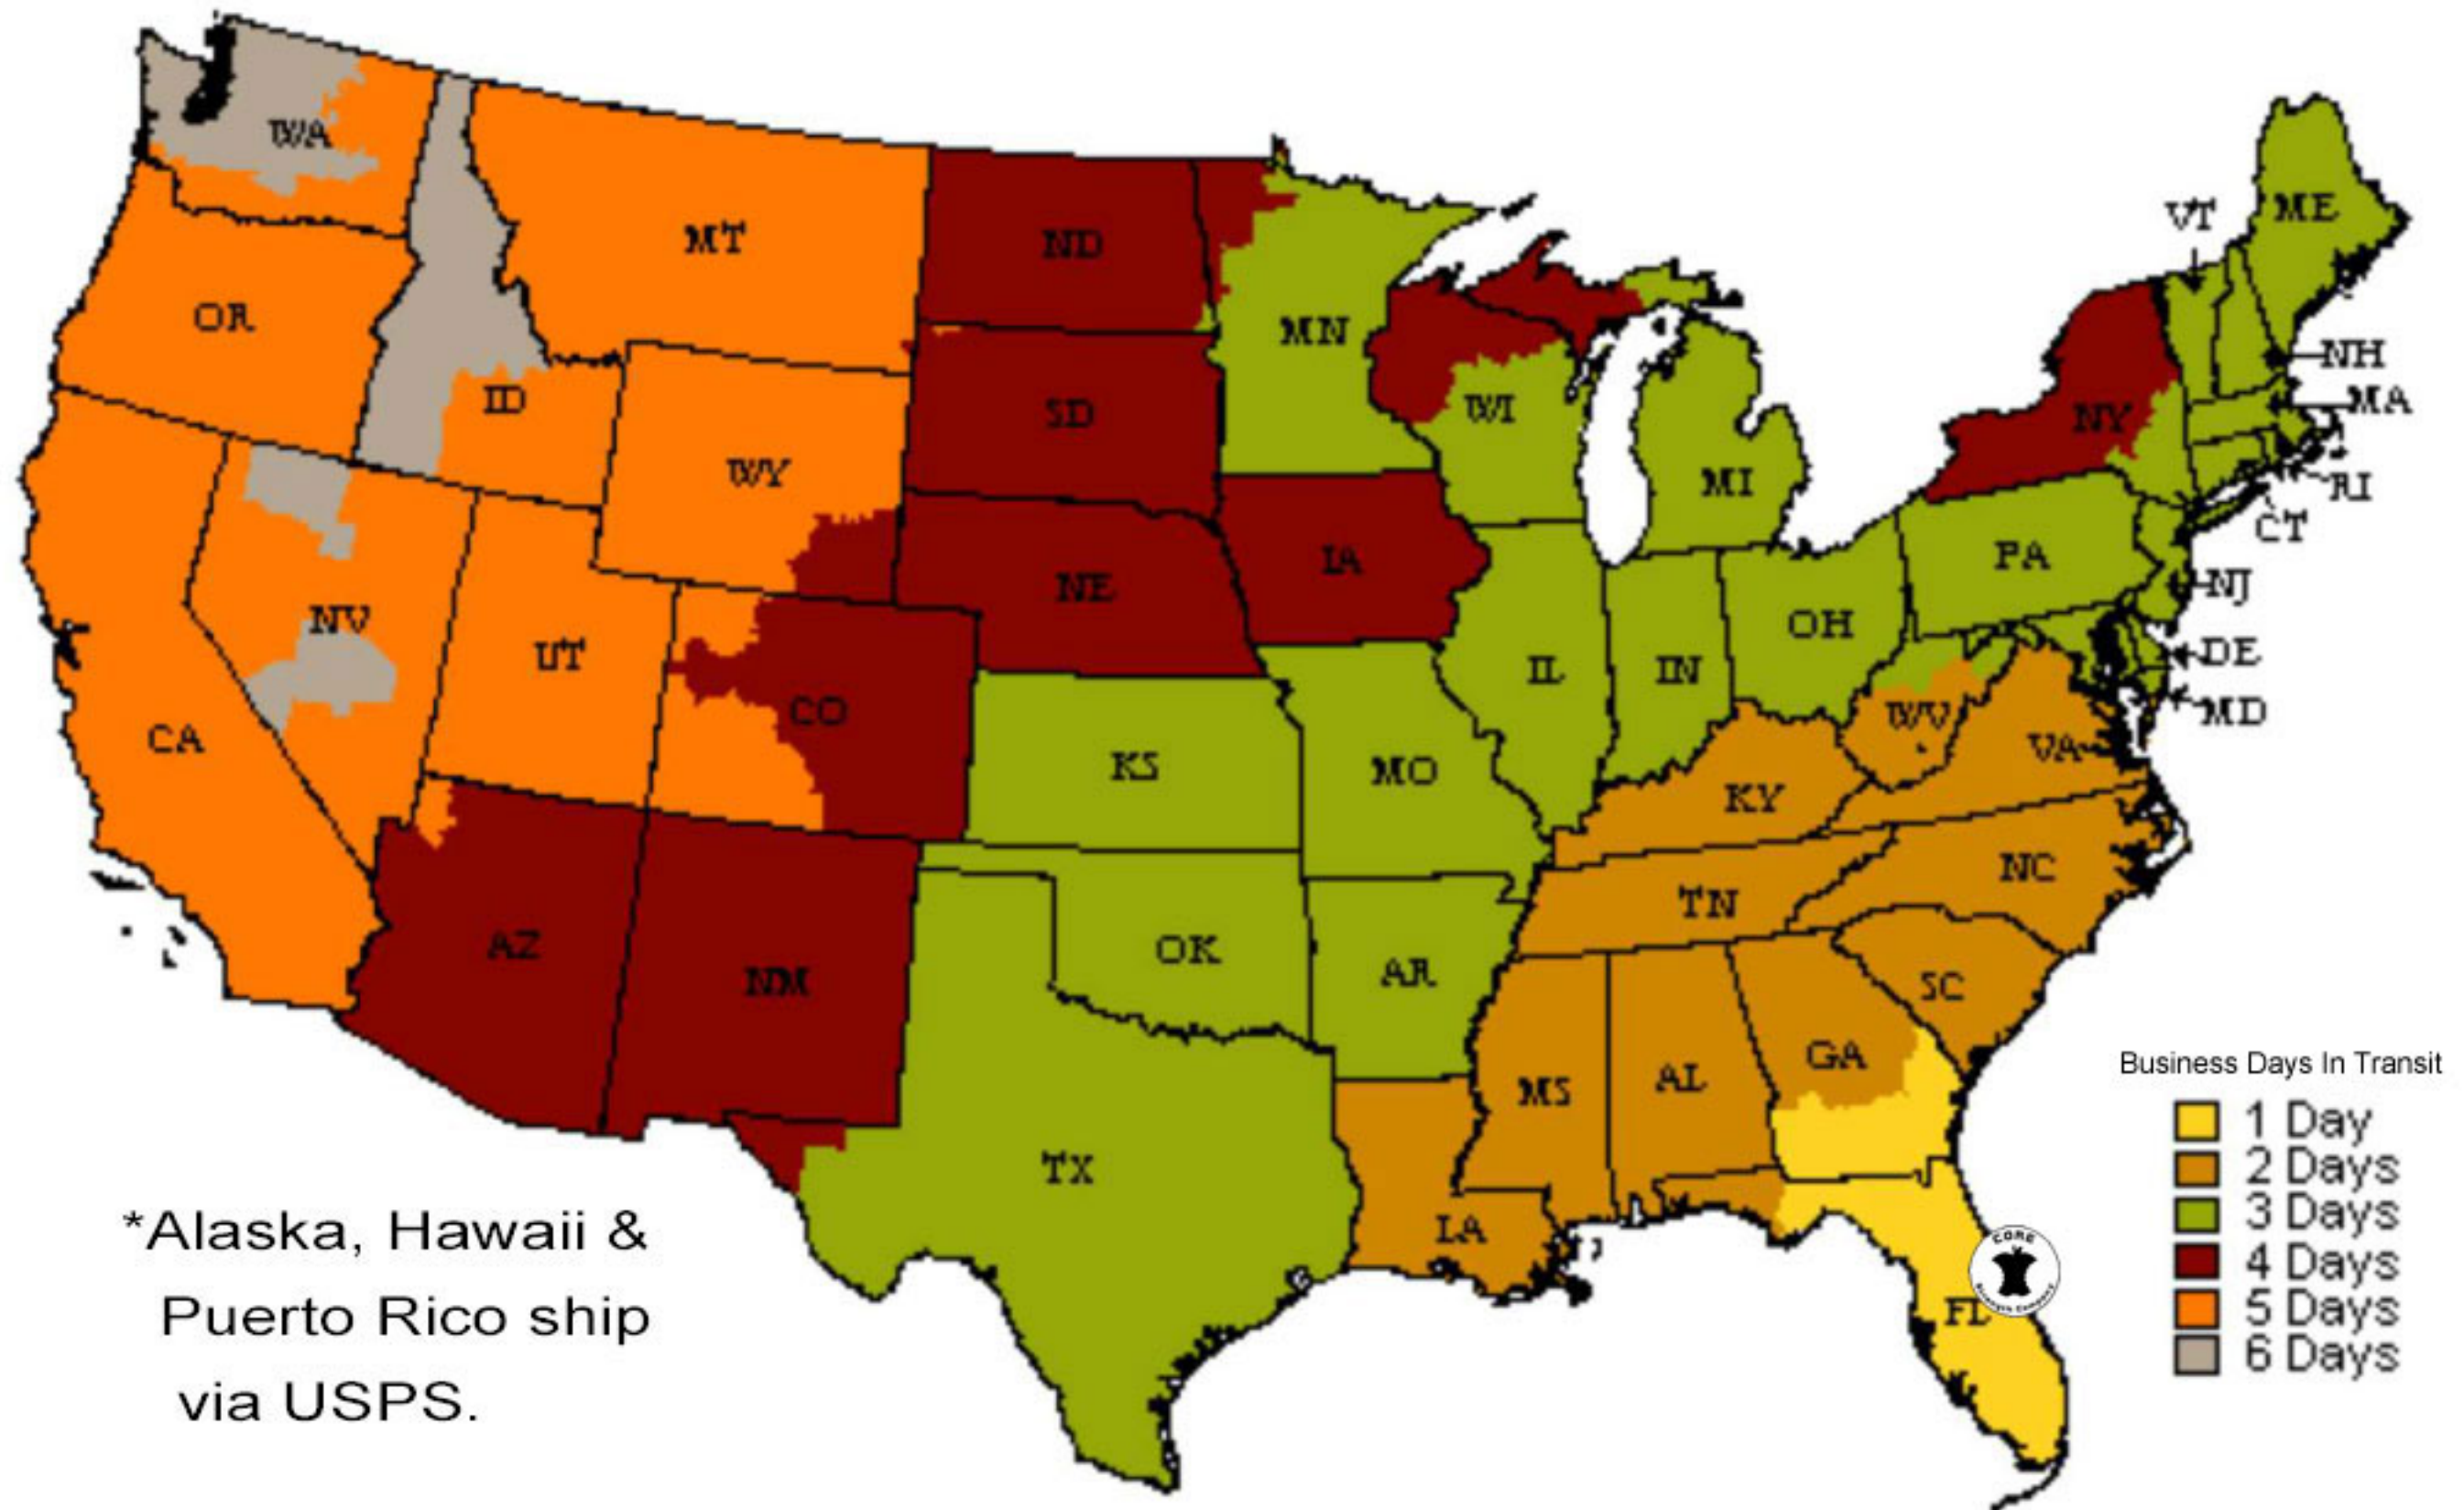 WA
MT
ND
ME
VT
OR
MN
NH
ID
SD
WI
MA
NY
WY
MI
RI
CT
IA
PA
NE
NJ
NV
OH
UT
IL
IN
DE
CO
WV
MD
CA
VA
KS
MO
KY
NC
TN
AZ
OK
NM
AR
SC
GA
MS
AL
TX
LA
FL
CORE
Business Days In Transit
1 Day
2 Days
3 Days
4 Days
5 Days
6 Days
*Alaska, Hawaii &
Puerto Rico ship
via USPS.